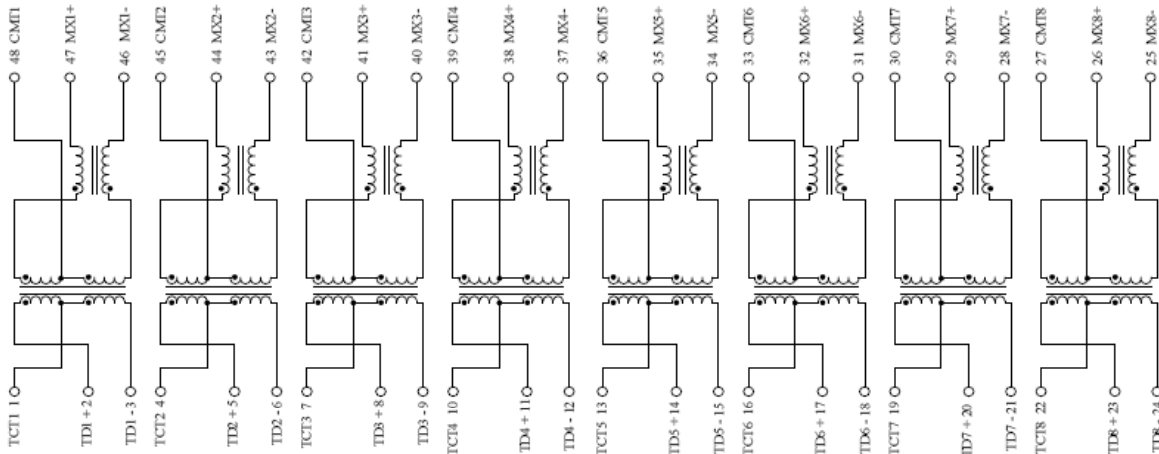 48 CMT1
47 MX1+
46 MX1-
45 CMT2
44 MX2+
43 MX2-
42 CMT3
41 MX3+
40 MX3-
39 CMT4
38 MX4+
37 MX4-
36 CMT5
35 MX5+
34 MX5-
33 CMT6
32 MX6+
31 MX6-
30 CMT7
29 MX7+
28 MX7-
27 CMT8
26 MX8+
25 MX8-
TCT1 1
TD1 + 2
TD1 - 3
TCT2 4
TD2 + 5
TD2 - 6
TCT3 7
TD3 + 8
TD3 - 9
TCT4 10
TD4 + 11
TD4 - 12
TCT5 13
TD5 + 14
TD5 - 15
TCT6 16
TD6 + 17
TD6 - 18
TCT7 19
TD7 + 20
TD7 - 21
TCT8 22
TD8 + 23
TD8 - 24